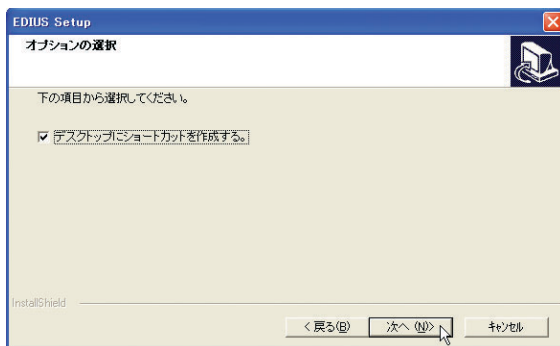 EDIUS Setup
オプションの選択
下の項目から選択してください。
デスクトップにショートカットを作成する。
InstallShield
< 戻る(B) 次へ (N)> キャンセル